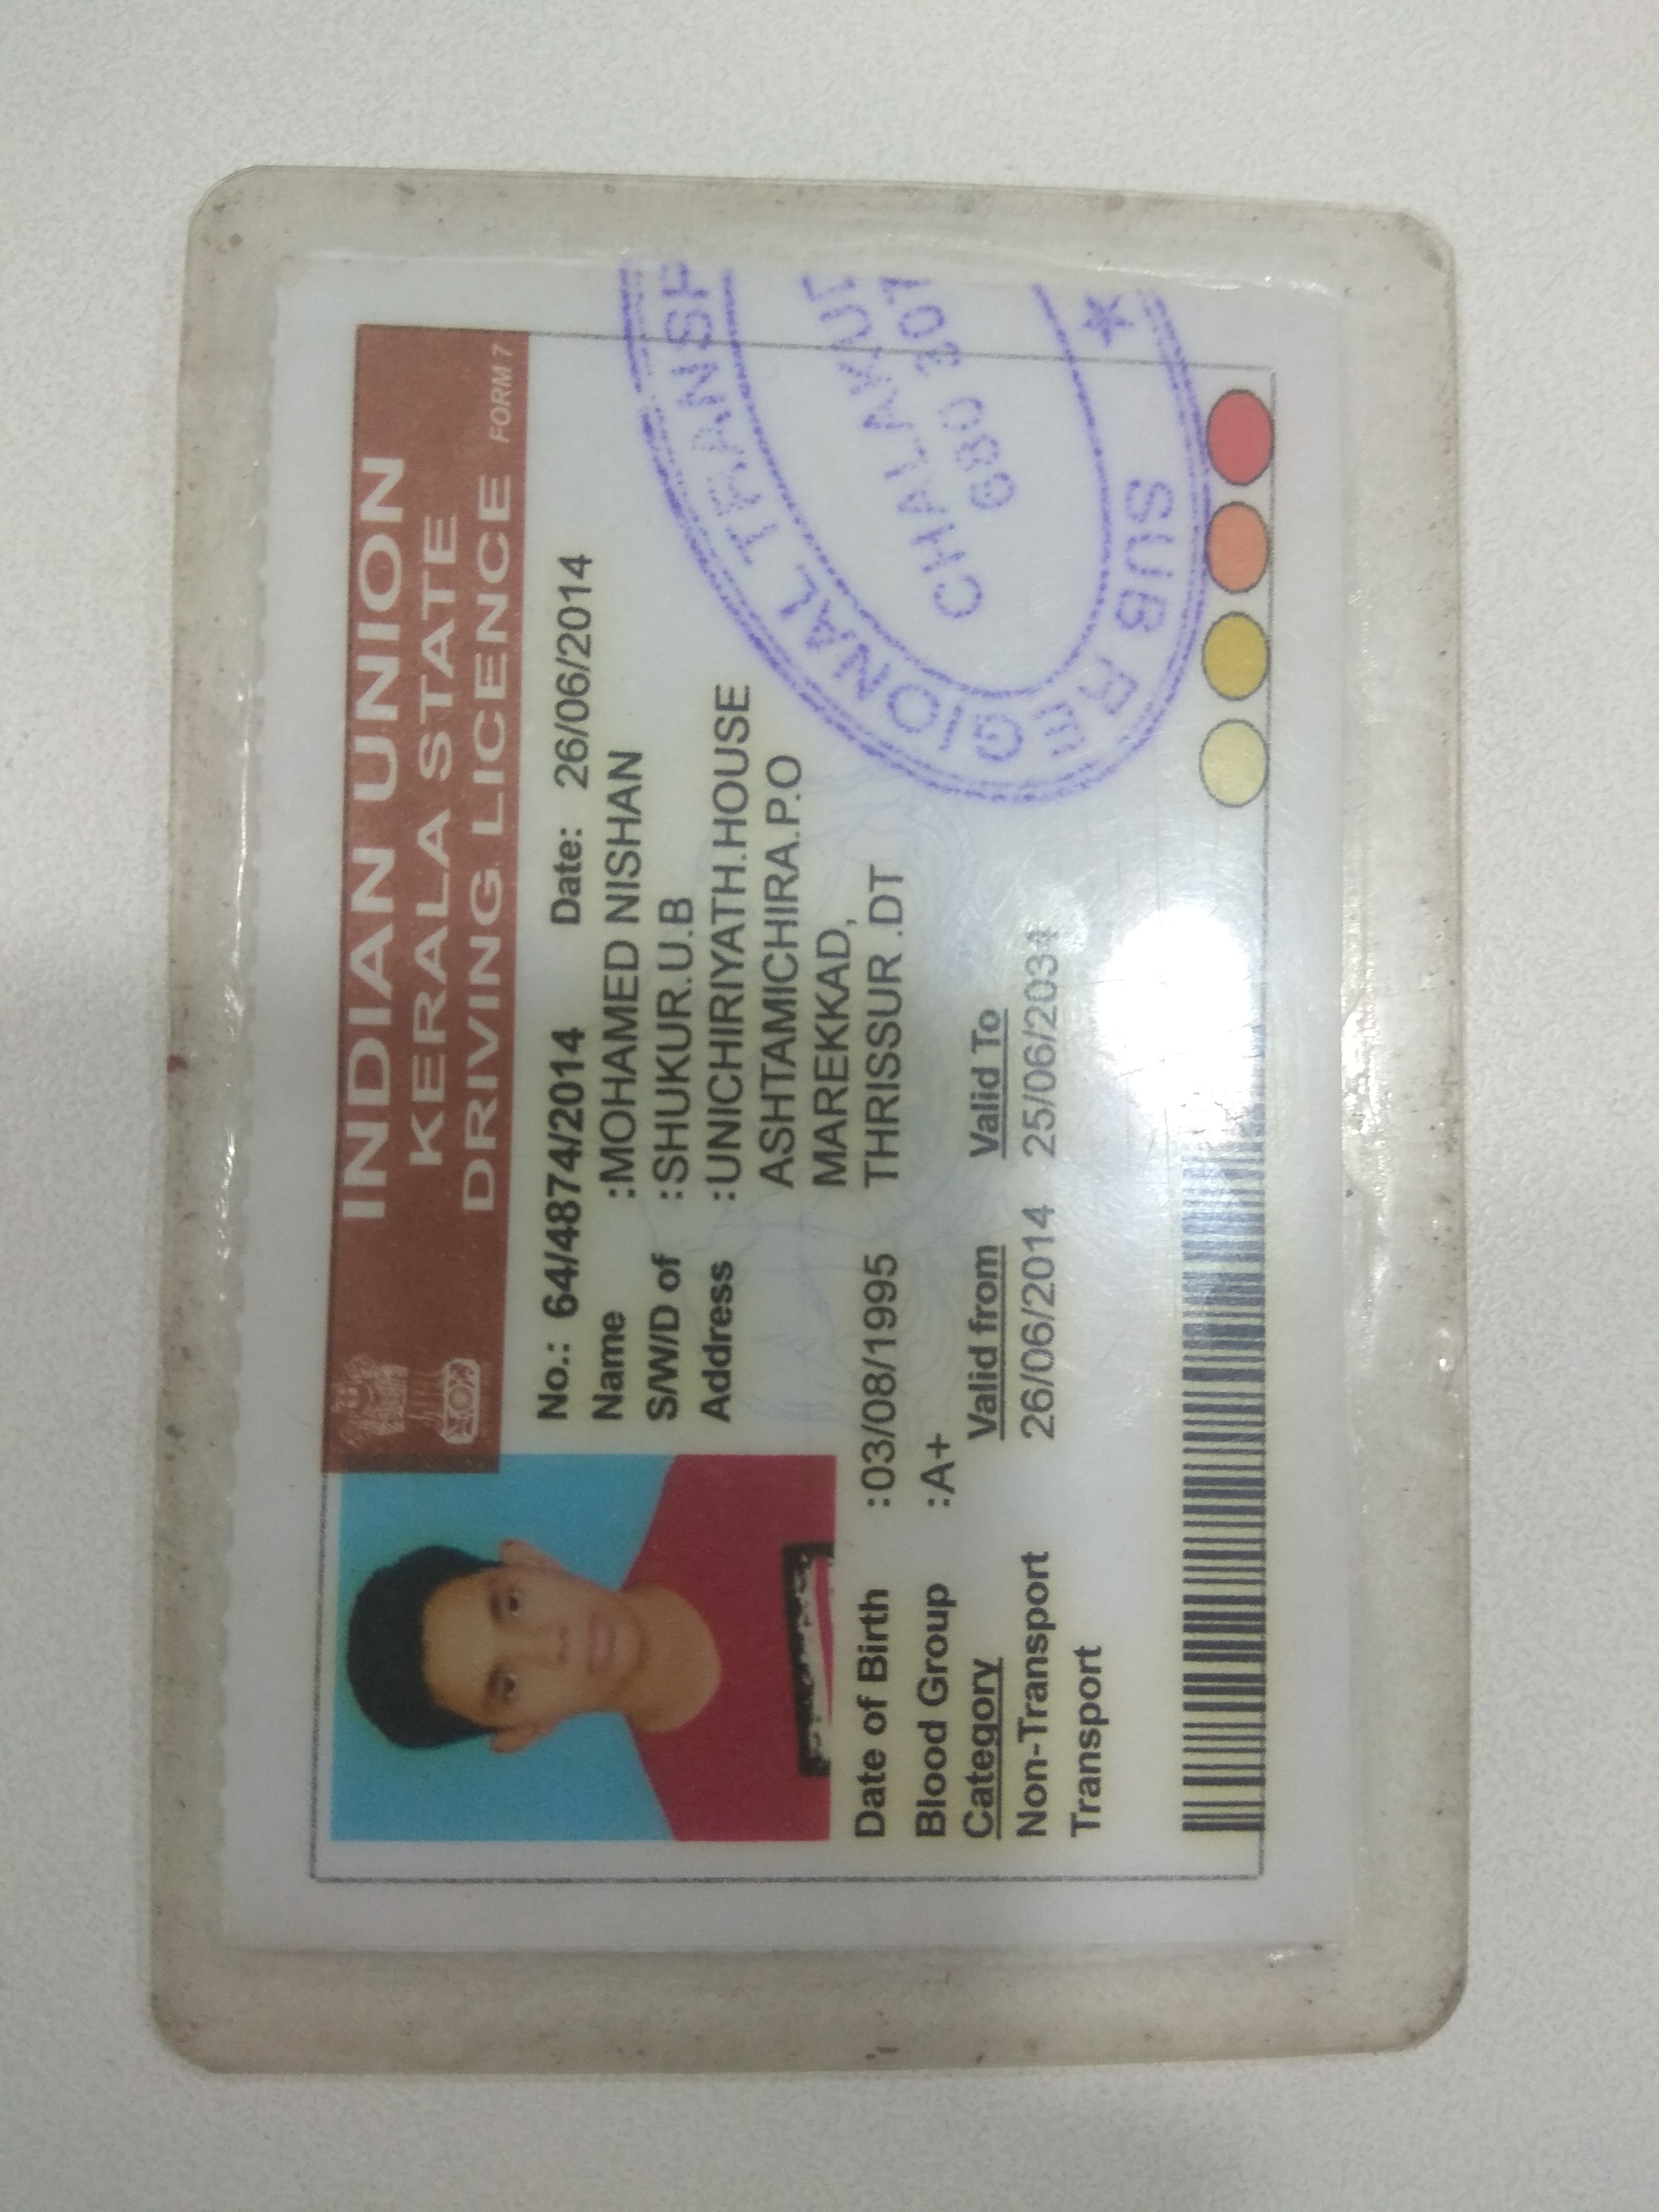 INDIAN UNION
KERALA STATE
DRIVING LICENCE FORM 7
No.: 64/4874/2014 Date: 26/06/2014
Name :MOHAMED NISHAN
S/W/D of :SHUKUR.U.B
Address :UNICHIRIYATH.HOUSE
ASHTAMICHIRA.P.O
MAREKKAD,
THRISSUR .DT
Date of Birth :03/08/1995
Blood Group :A+
Category Valid from Valid To
Non-Transport 26/06/2014 25/06/2034
Transport
SUB REGIONAL
680 307